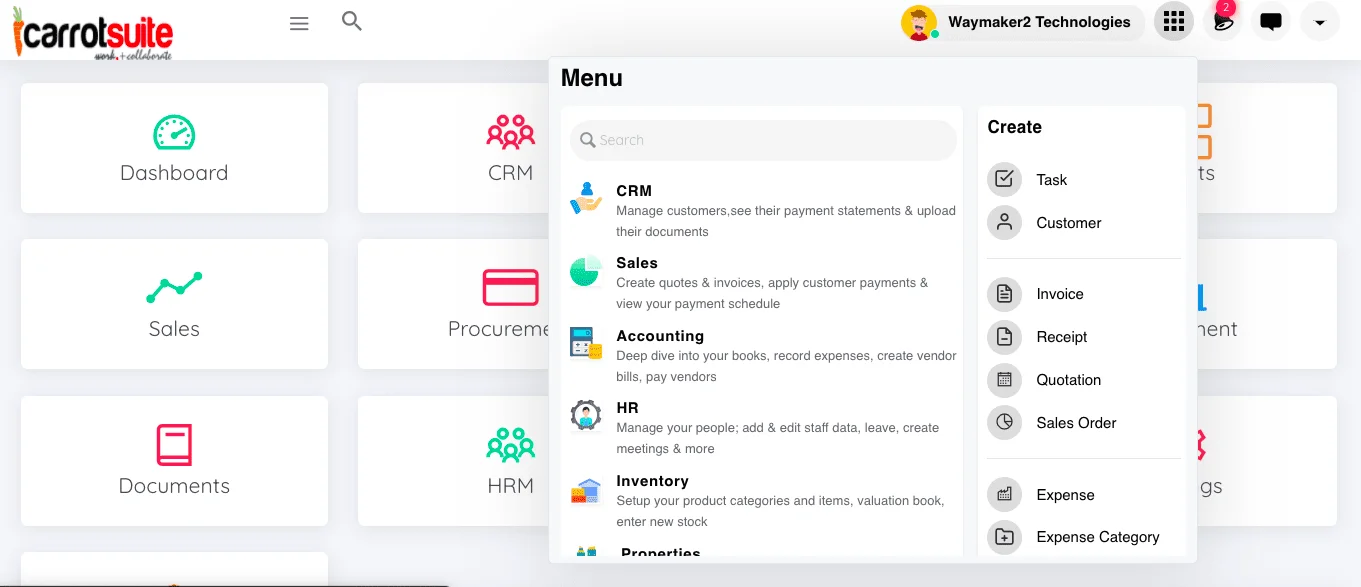 carrotsuite
work.+collaborate
Waymaker2 Technologies
2
Dashboard
CRM
ts
Sales
Procureme
nent
Documents
HRM
gs
Menu
Search
CRM
Manage customers,see their payment statements & upload
their documents
Sales
Create quotes & invoices, apply customer payments &
view your payment schedule
Accounting
Deep dive into your books, record expenses, create vendor
bills, pay vendors
HR
Manage your people; add & edit staff data, leave, create
meetings & more
Inventory
Setup your product categories and items, valuation book,
enter new stock
Properties
Create
Task
Customer
Invoice
Receipt
Quotation
Sales Order
Expense
Expense Category